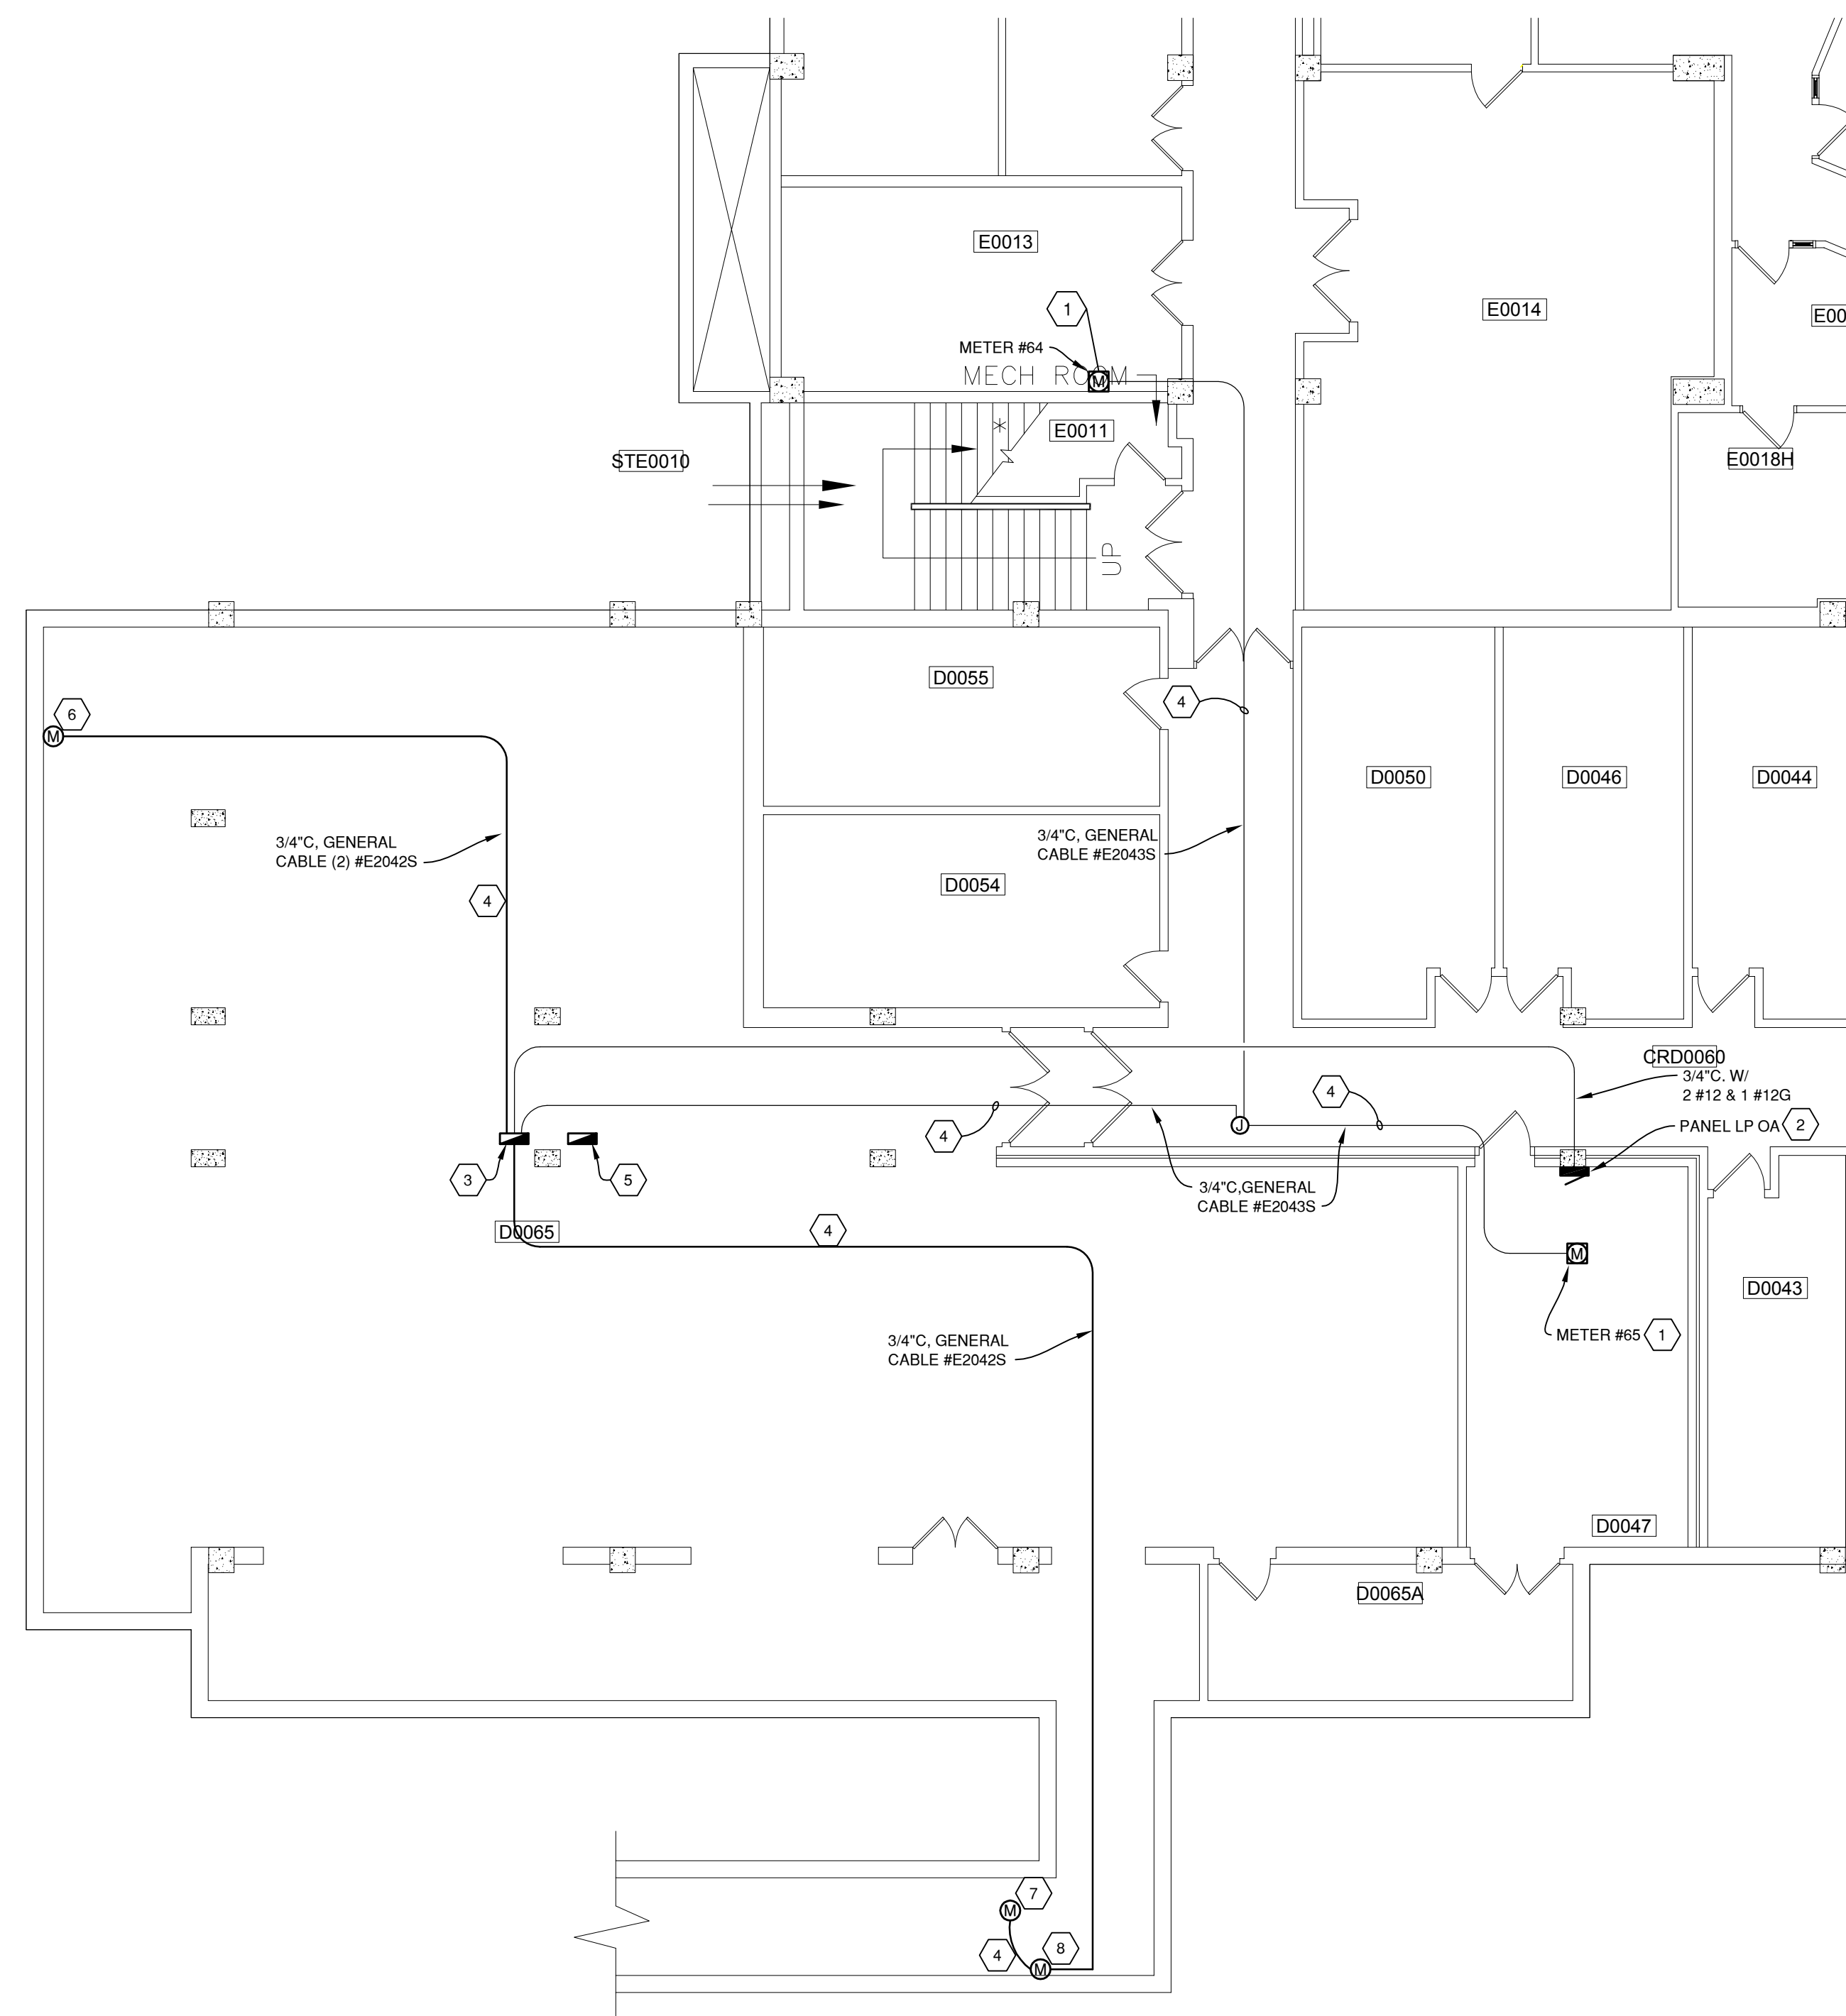 E0013
1
METER #64
M
MECH ROOM
E0014
E00
E0011
STE0010
E0018H
UP
D0055
4
6
M
D0050
D0046
D0044
3/4"C, GENERAL
CABLE (2) #E2042S
3/4"C, GENERAL
CABLE #E2043S
4
D0054
CRD0060
3/4"C. W/
2 #12 & 1 #12G
4
PANEL LP OA 2
4
J
3
5
3/4"C,GENERAL
CABLE #E2043S
D0065
4
M
D0043
METER #65 1
3/4"C, GENERAL
CABLE #E2042S
D0047
D0065A
7
M
4
8
M